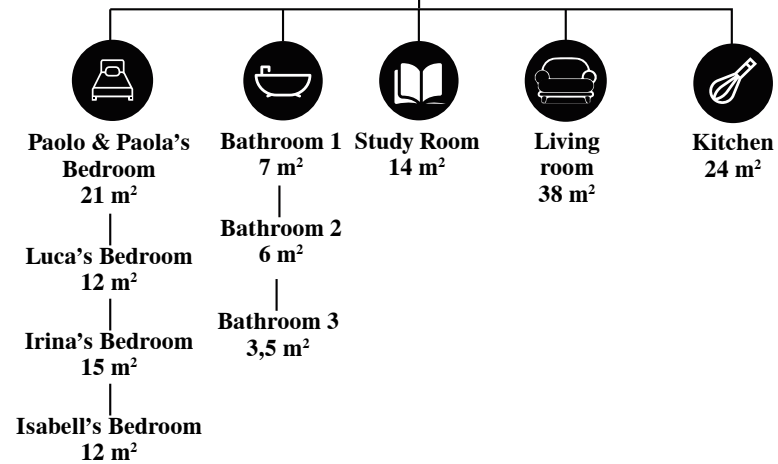 Paolo & Paola's
Bedroom
21 m²
Luca's Bedroom
12 m²
Irina's Bedroom
15 m²
Isabell's Bedroom
12 m²
Bathroom 1
7 m²
Bathroom 2
6 m²
Bathroom 3
3,5 m²
Study Room
14 m²
Living
room
38 m²
Kitchen
24 m²